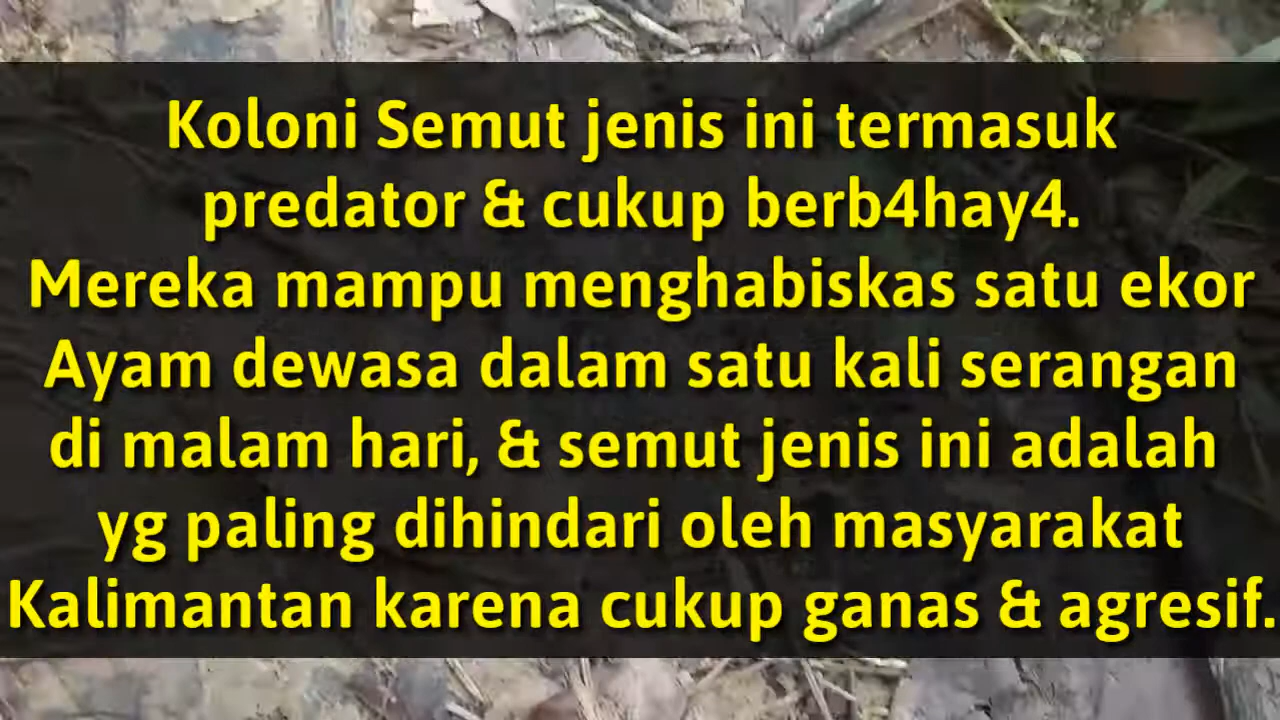 Koloni Semut jenis ini termasuk
predator & cukup berb4hay4.
Mereka mampu menghabiskas satu ekor
Ayam dewasa dalam satu kali serangan
di malam hari, & semut jenis ini adalah
yg paling dihindari oleh masyarakat
Kalimantan karena cukup ganas & agresif.